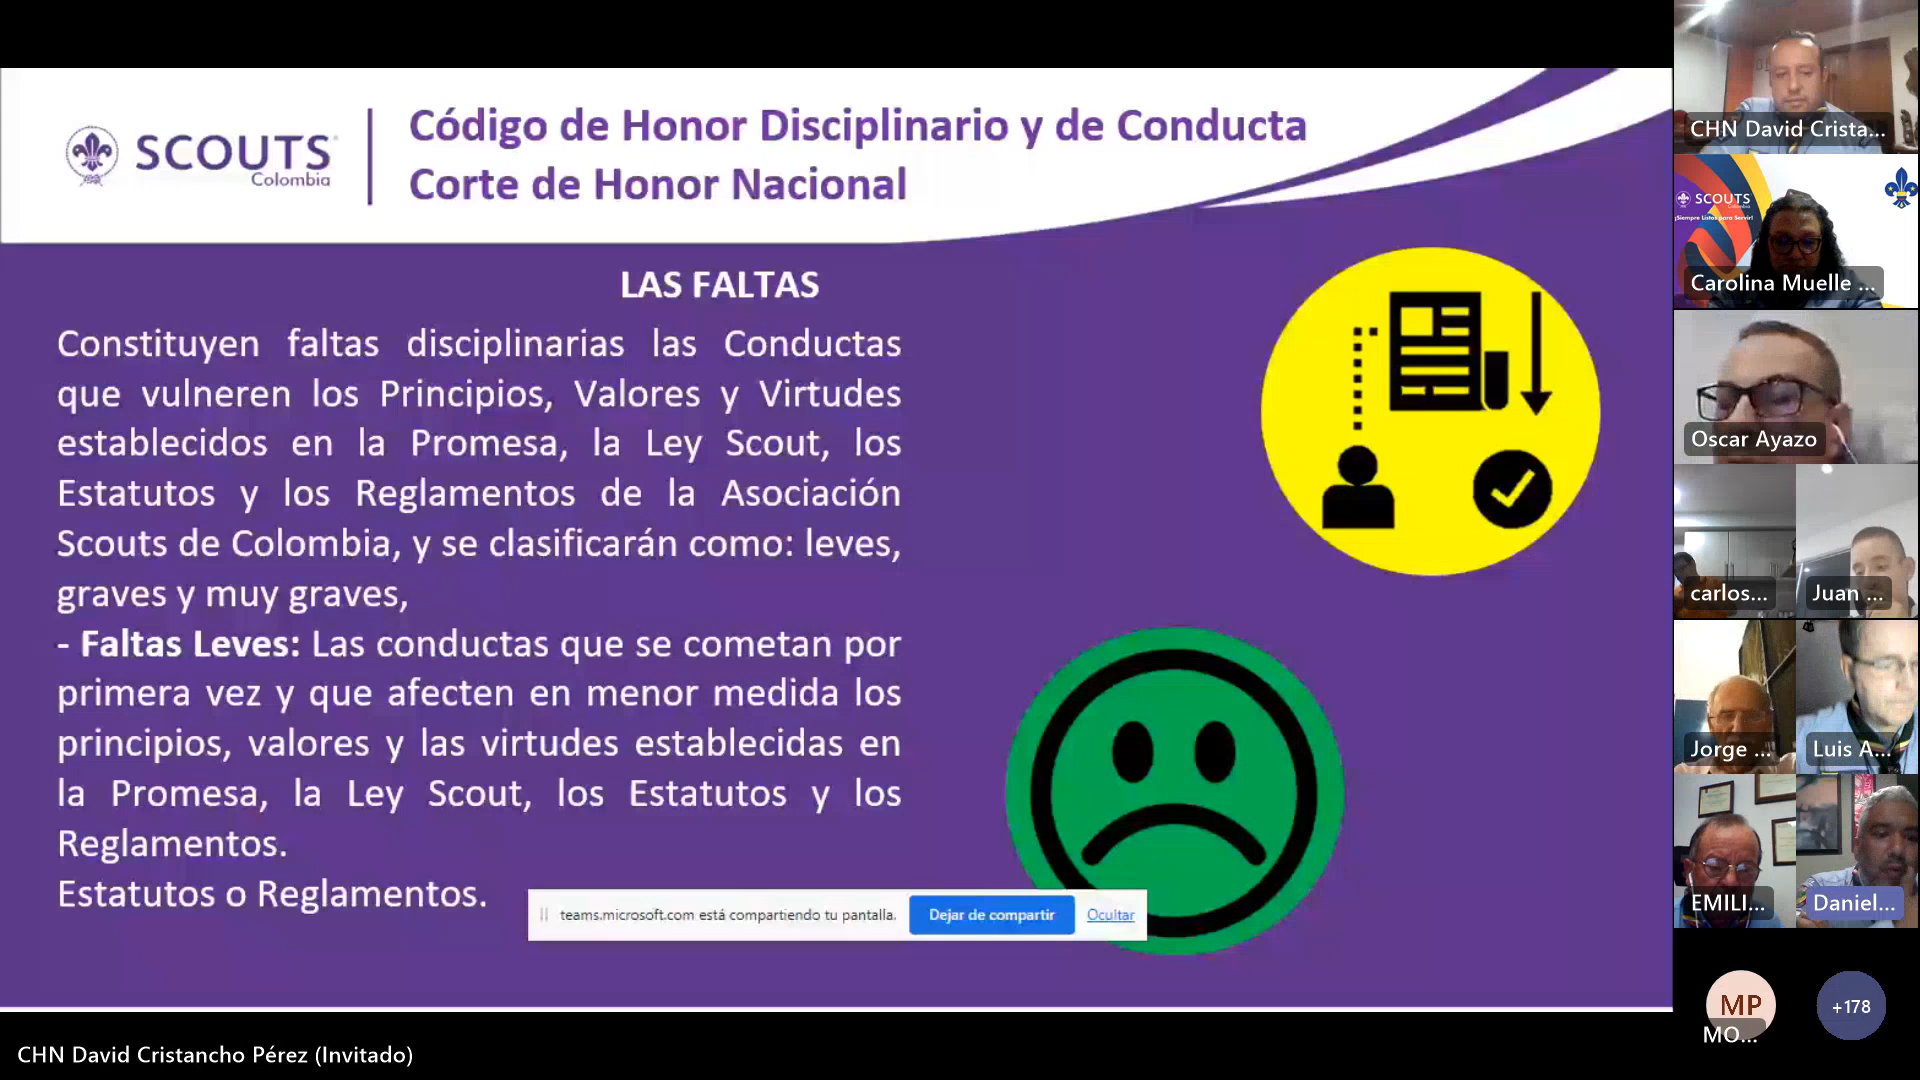 SCOUTS
Colombia
Código de Honor Disciplinario y de Conducta
Corte de Honor Nacional
LAS FALTAS
Constituyen faltas disciplinarias las Conductas
que vulneren los Principios, Valores y Virtudes
establecidos en la Promesa, la Ley Scout, los
Estatutos y los Reglamentos de la Asociación
Scouts de Colombia, y se clasificarán como: leves,
graves y muy graves,
- Faltas Leves: Las conductas que se cometan por
primera vez y que afecten en menor medida los
principios, valores y las virtudes establecidas en
la Promesa, la Ley Scout, los Estatutos y los
Reglamentos.
Estatutos o Reglamentos.
teams.microsoft.com está compartiendo tu pantalla.
Dejar de compartir
Ocultar
CHN David Cristancho Pérez (Invitado)
CHN David Crista...
SCOUTS
Colombia
¡Siempre Listos para Servir!
Carolina Muelle ...
Oscar Ayazo
carlos...
Juan ...
Jorge ...
Luis A...
EMILI...
Daniel...
MP
MO...
+178